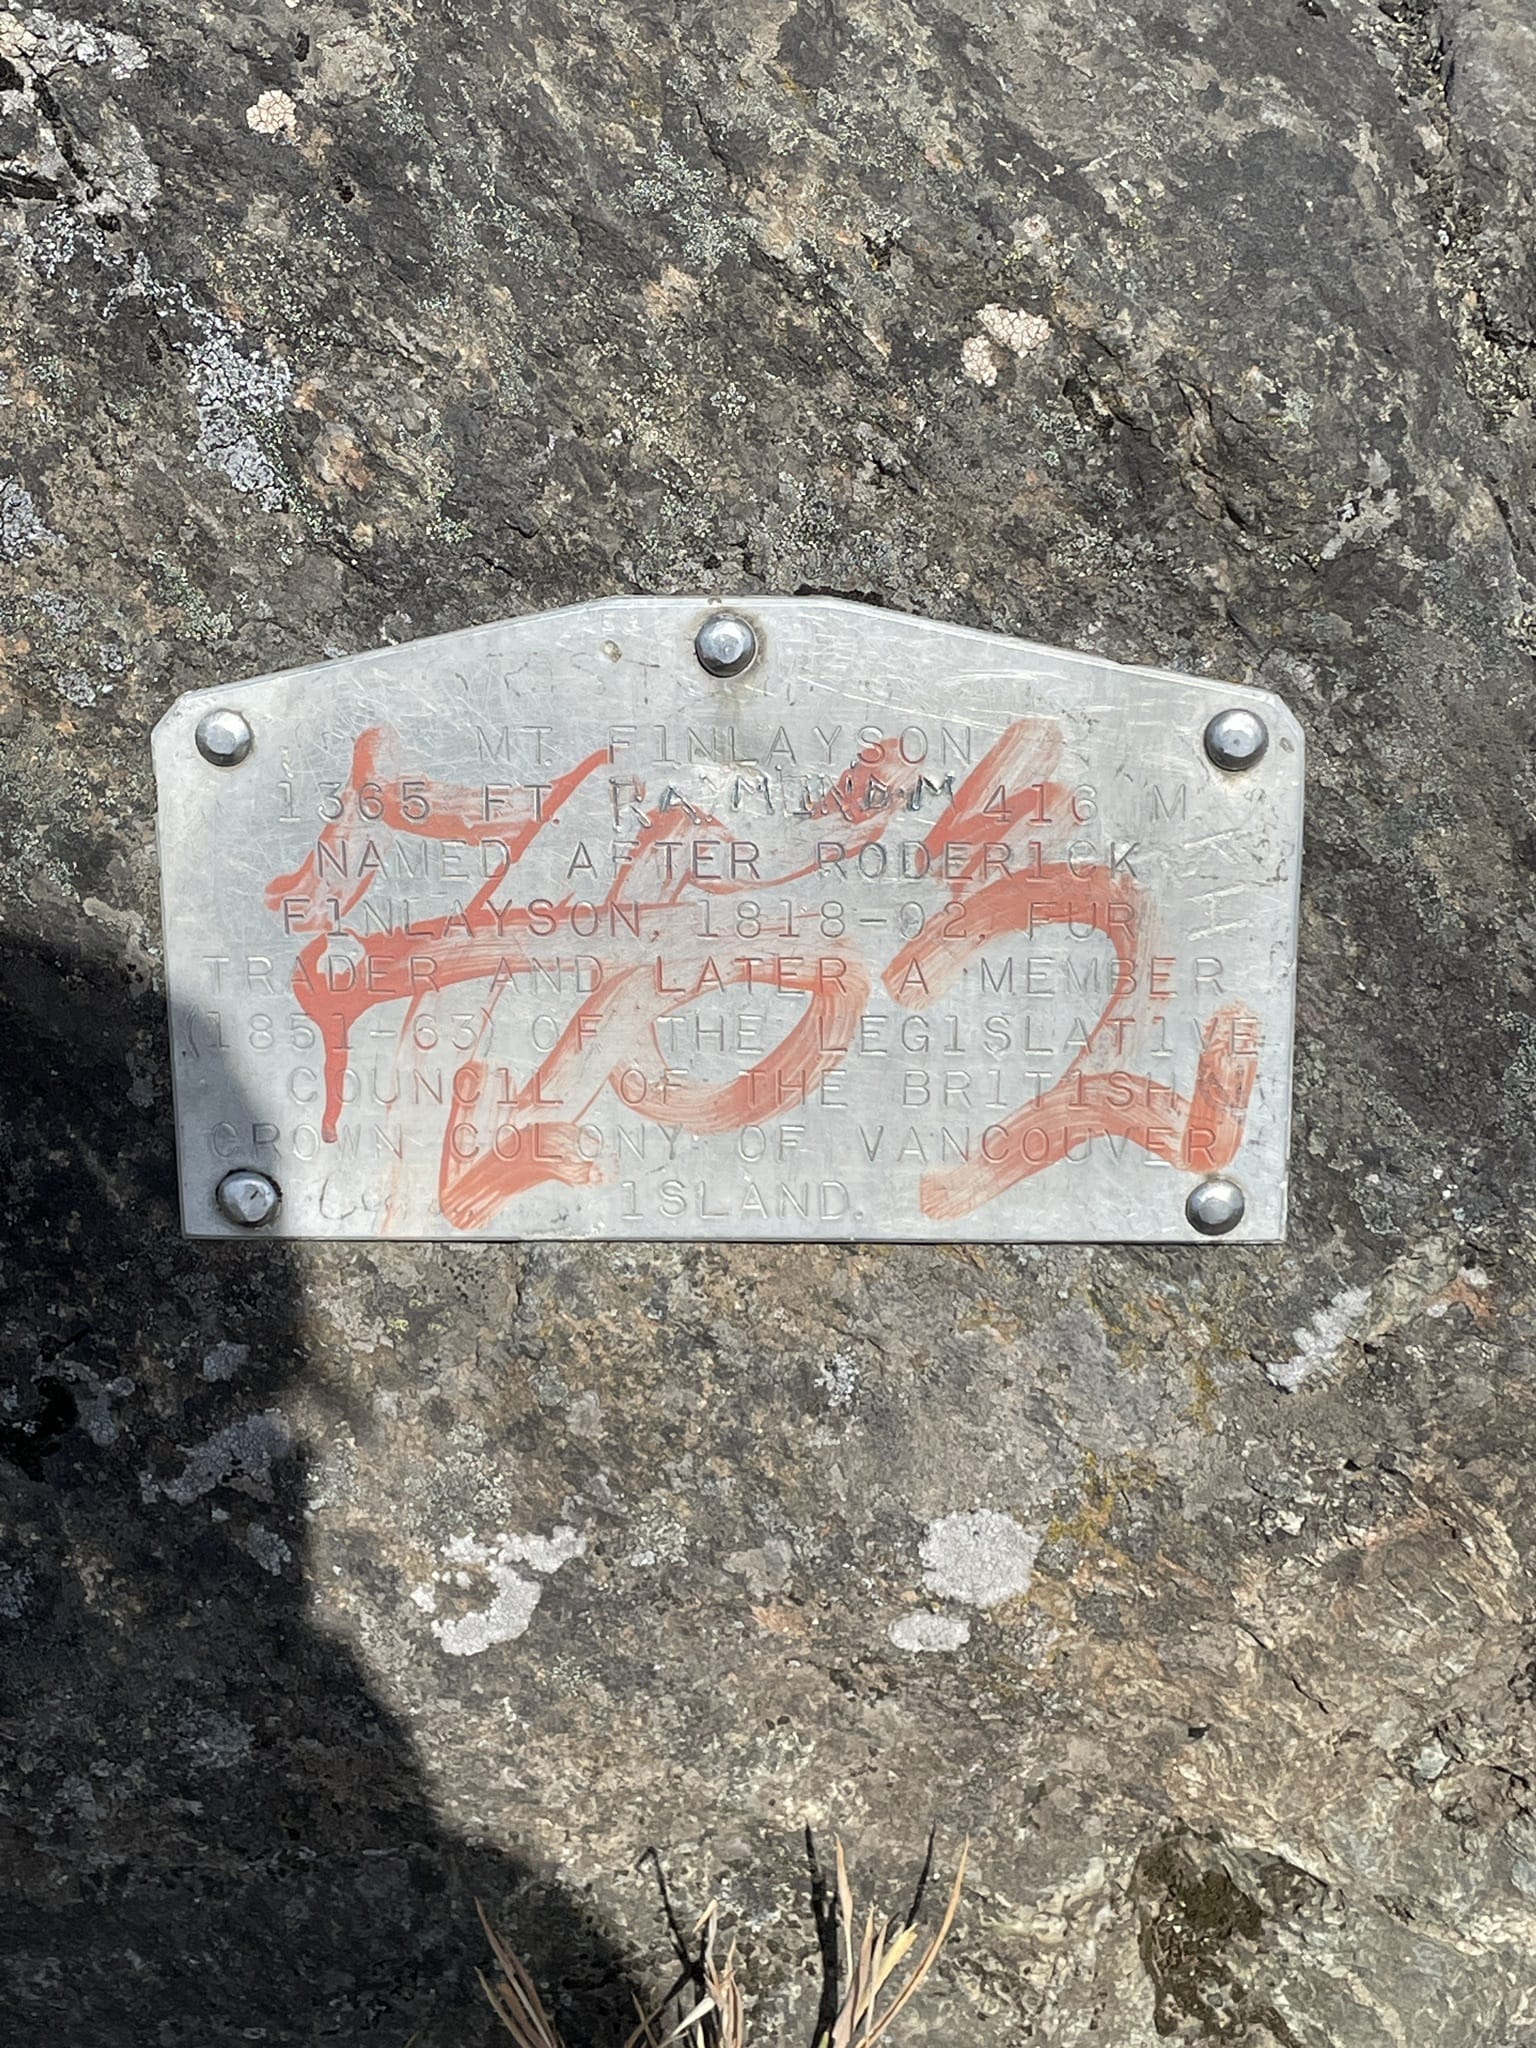 MT. FINLAYSON
1365 FT. 416 M
NAMED AFTER RODERICK
FINLAYSON, 1818-92, FUR
TRADER AND LATER A MEMBER
(1851-63) OF THE LEGISLATIVE
COUNCIL OF THE BRITISH
CROWN COLONY OF VANCOUVER
ISLAND.